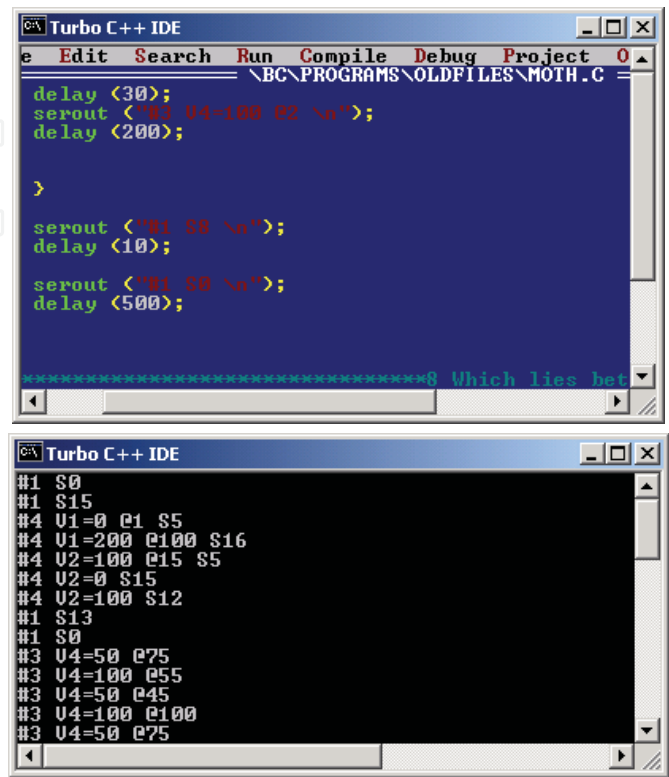 Turbo C++ IDE
e Edit Search Run Compile Debug Project O
\BC\PROGRAMS\OLDFILES\MOTH.C
delay (30);
serout ("#3 V4=100 @2 \n");
delay (200);
}
serout ("#1 S0 \n");
delay (10);
serout ("#1 S0 \n");
delay (500);
********************************8 Which lies bet
Turbo C++ IDE
#1 S0
#1 S15
#4 V1=0 @1 S5
#4 V1=200 @100 S16
#4 V2=100 @15 S5
#4 V2=0 S15
#4 V2=100 S12
#1 S13
#1 S0
#3 V4=50 @75
#3 V4=100 @55
#3 V4=50 @45
#3 V4=100 @100
#3 V4=50 @75